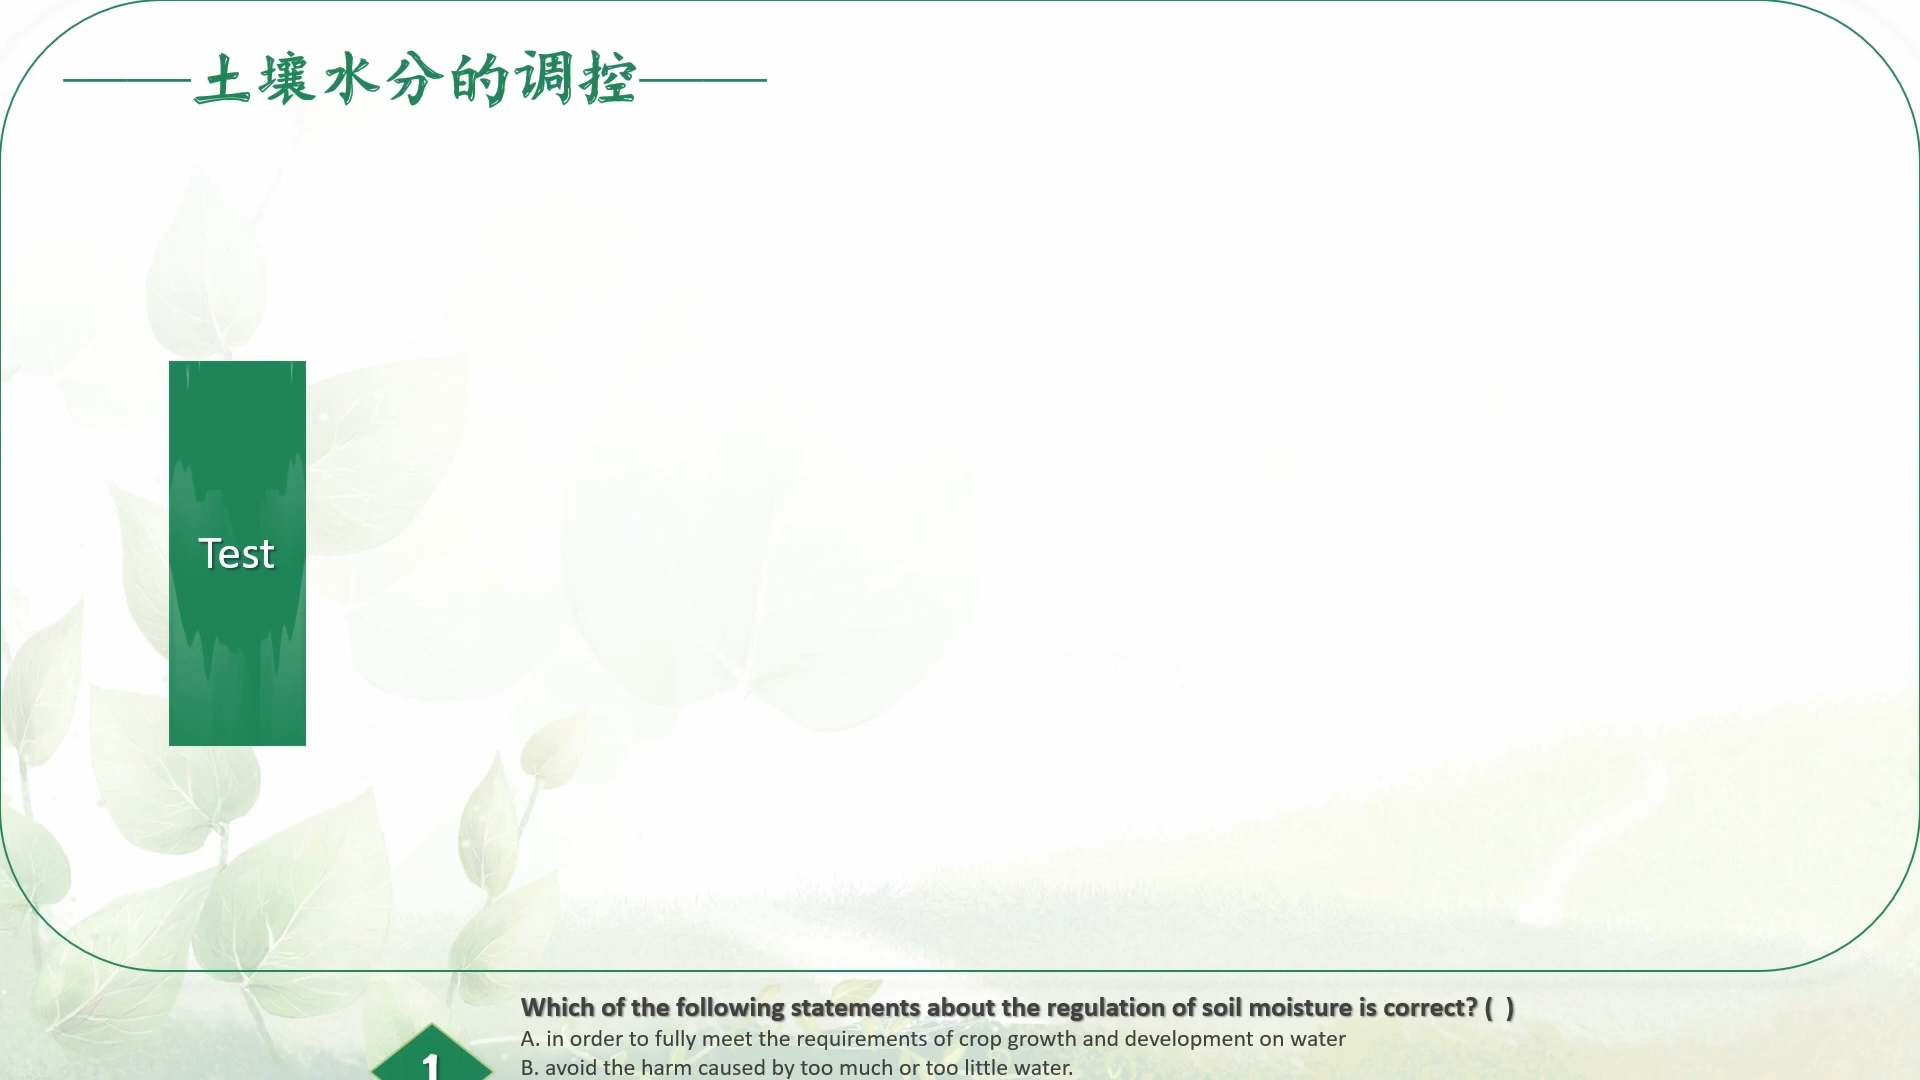 土壤水分的调控
Test
Which of the following statements about the regulation of soil moisture is correct? ( )
1
A. in order to fully meet the requirements of crop growth and development on water
B. avoid the harm caused by too much or too little water.